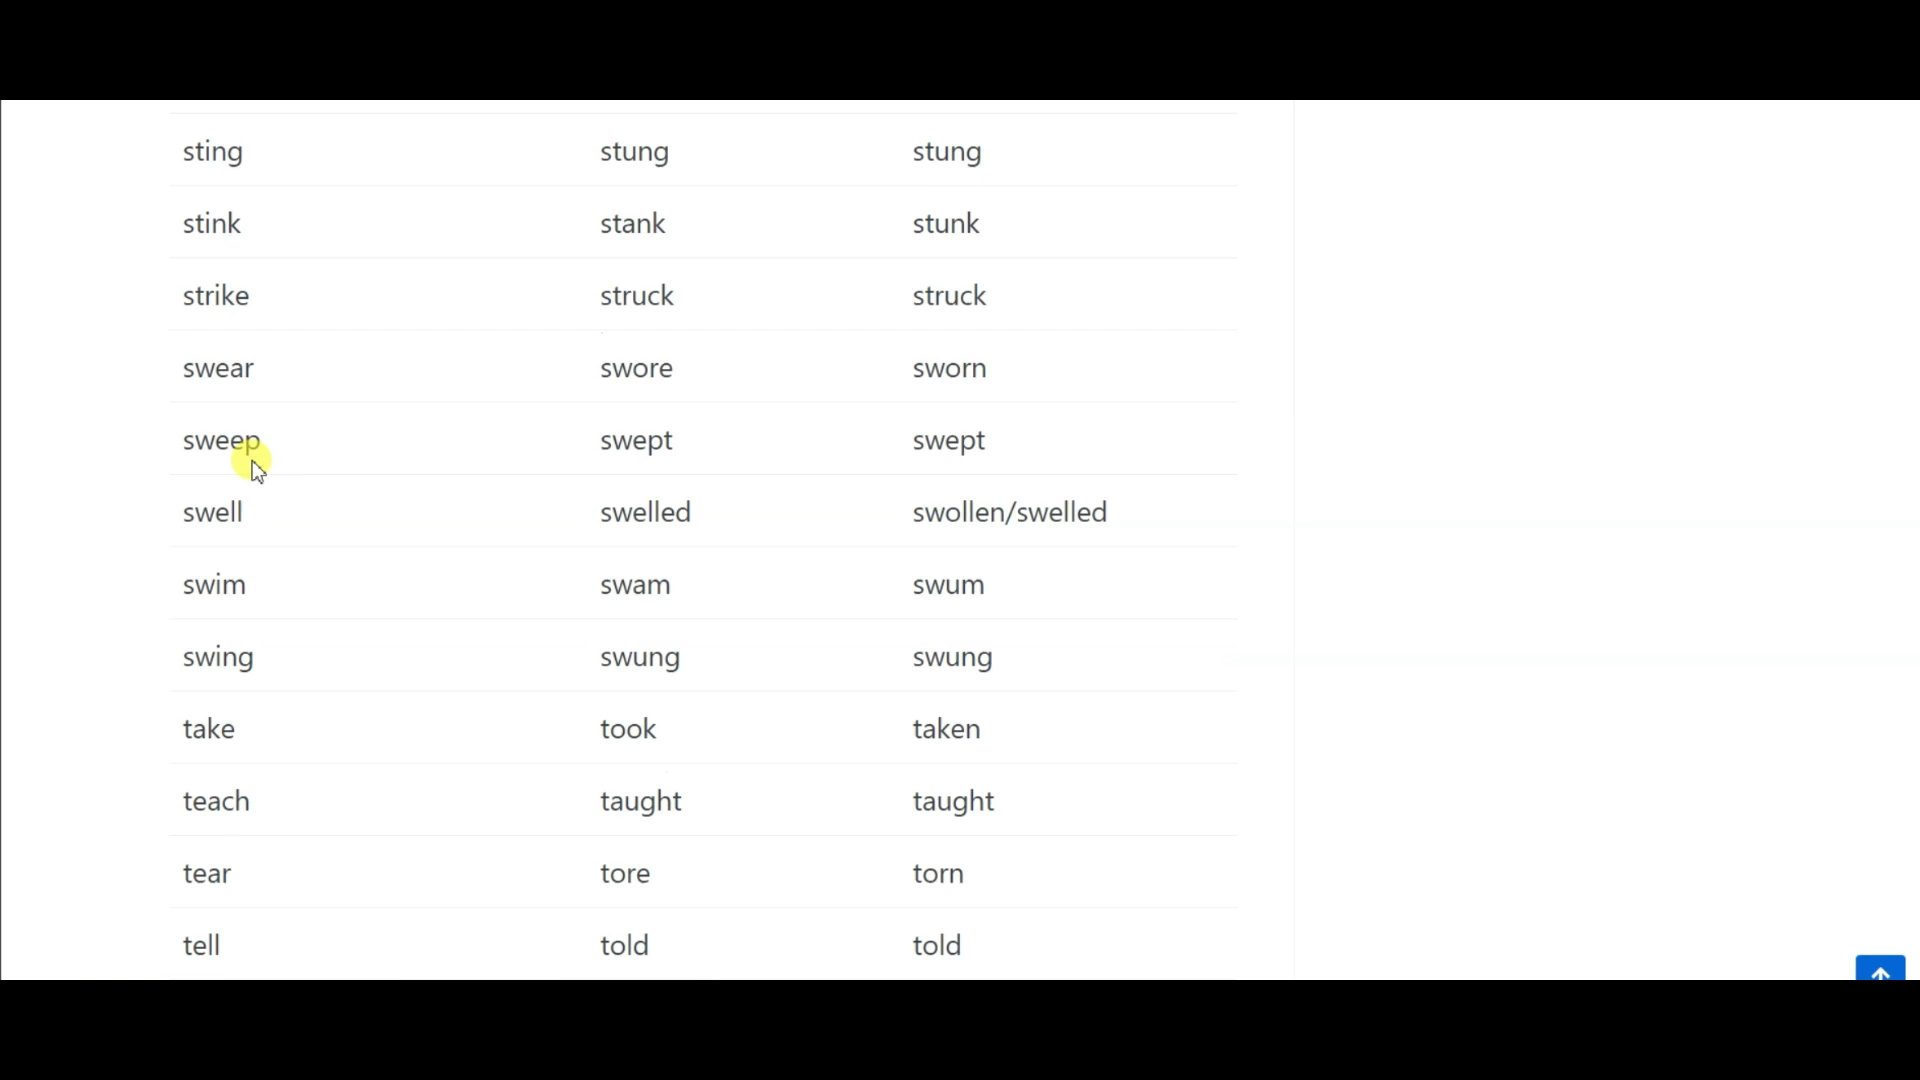 sting stung stung
stink stank stunk
strike struck struck
swear swore sworn
sweep swept swept
swell swelled swollen/swelled
swim swam swum
swing swung swung
take took taken
teach taught taught
tear tore torn
tell told told